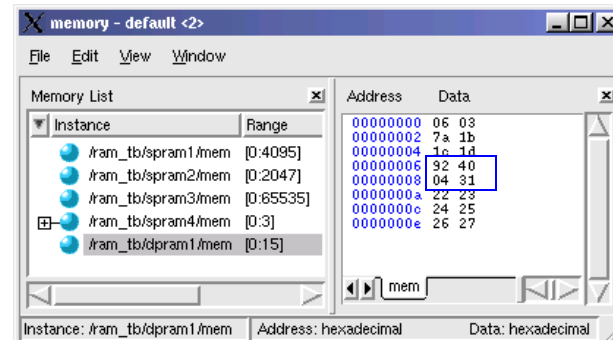 memory - default <2>
File Edit View Window
Memory List
Instance Range
/ram_tb/spram1/mem [0:4095]
/ram_tb/spram2/mem [0:2047]
/ram_tb/spram3/mem [0:65535]
/ram_tb/spram4/mem [0:3]
/ram_tb/dpram1/mem [0:15]
Address Data
00000000 06 03
00000002 7a 1b
00000004 1c 1d
00000006 92 40
00000008 04 31
0000000a 22 23
0000000c 24 25
0000000e 26 27
mem
Instance: /ram_tb/dpram1/mem Address: hexadecimal Data: hexadecimal